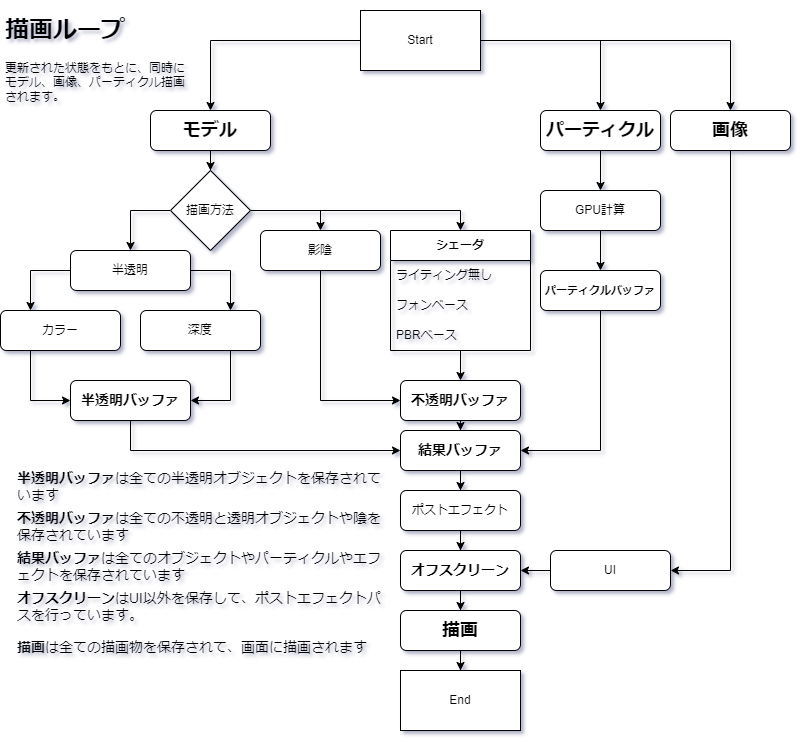 描画ループ
更新された状態をもとに、同時に
モデル、画像、パーティクル描画
されます。
Start
モデル
パーティクル
画像
描画方法
GPU計算
半透明
影陰
シェーダ
ライティング無し
フォンベース
PBRベース
パーティクルバッファ
カラー
深度
半透明バッファ
不透明バッファ
結果バッファ
ポストエフェクト
オフスクリーン
UI
描画
End
半透明バッファは全ての半透明オブジェクトを保存されて
います
不透明バッファは全ての不透明と透明オブジェクトや陰を
保存されています
結果バッファは全てのオブジェクトやパーティクルやエフ
ェクトを保存されています
オフスクリーンはUI以外を保存して、ポストエフェクトパ
スを行っています。
描画は全ての描画物を保存されて、画面に描画されます